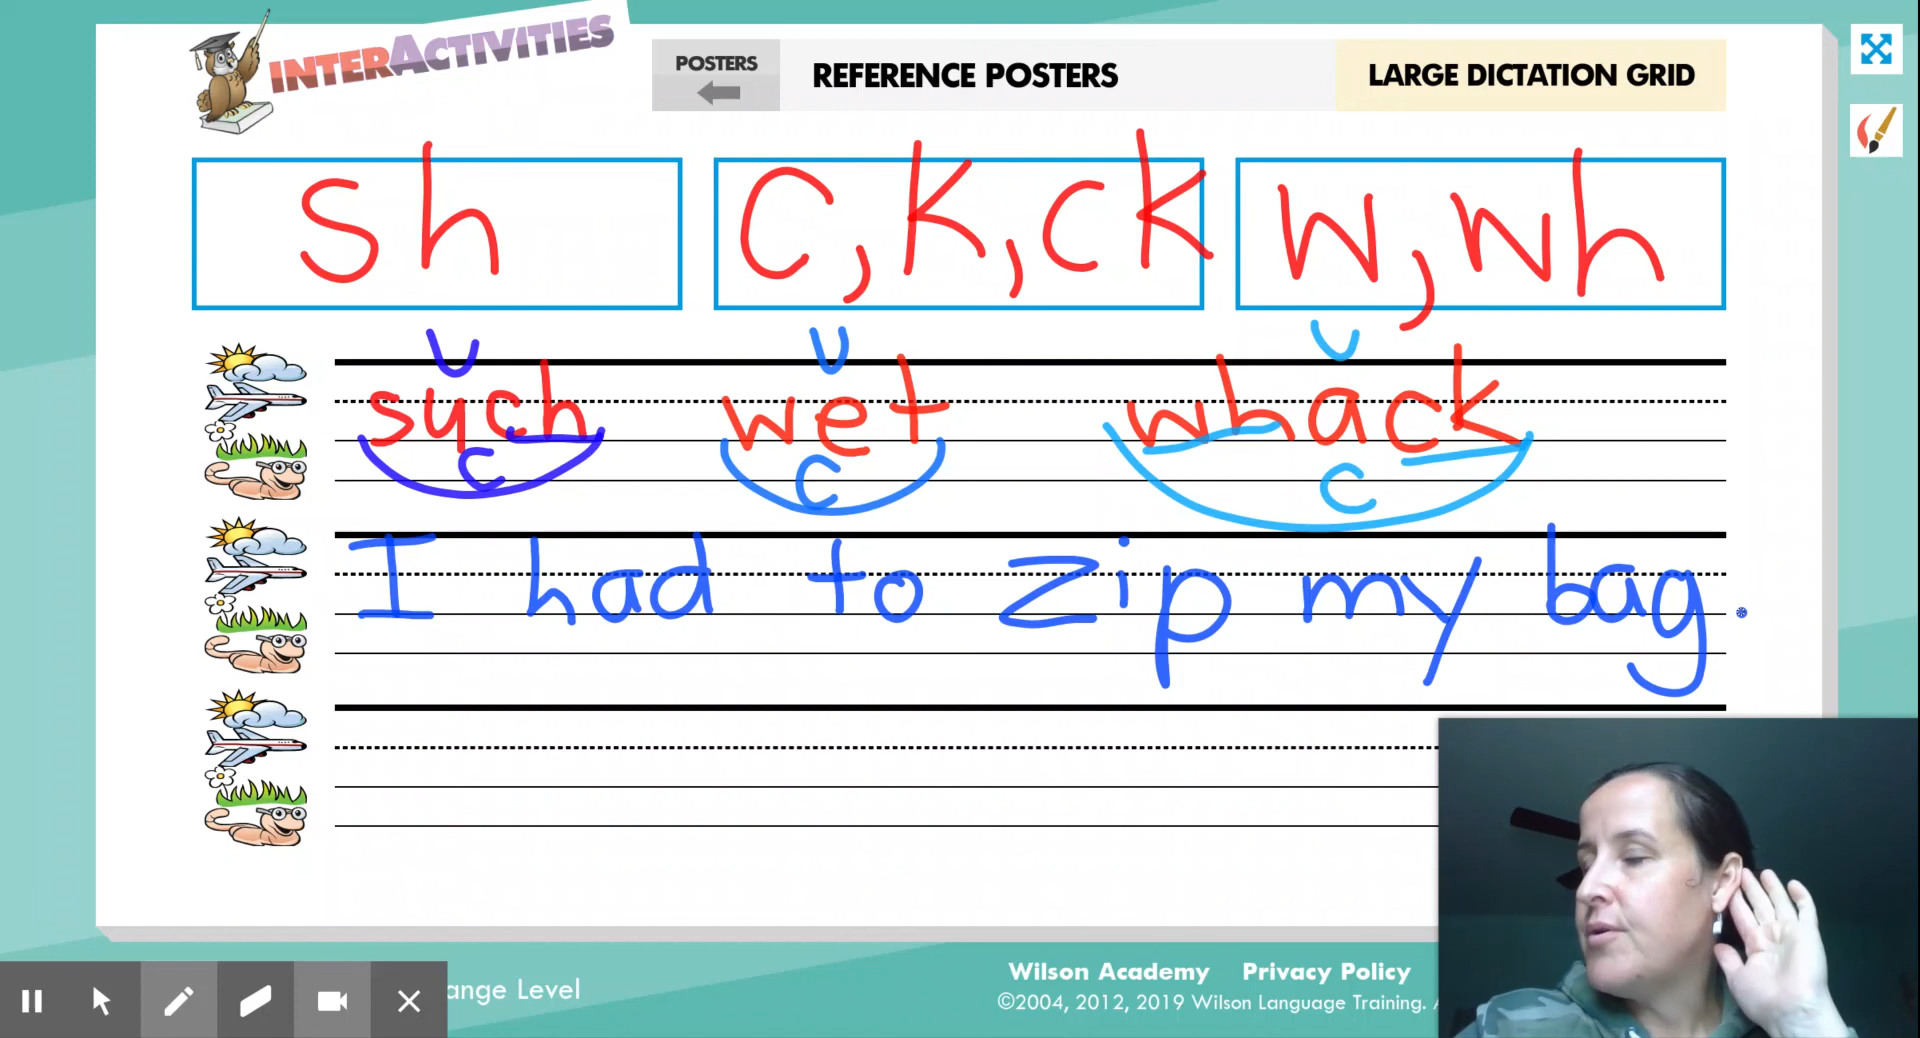 INTERACTIVITIES
POSTERS
REFERENCE POSTERS
LARGE DICTATION GRID
sh
c, k, ck
w, wh
such wet whack
c c c
I had to zip my bag.
ange Level
Wilson Academy Privacy Policy
©2004, 2012, 2019 Wilson Language Training.